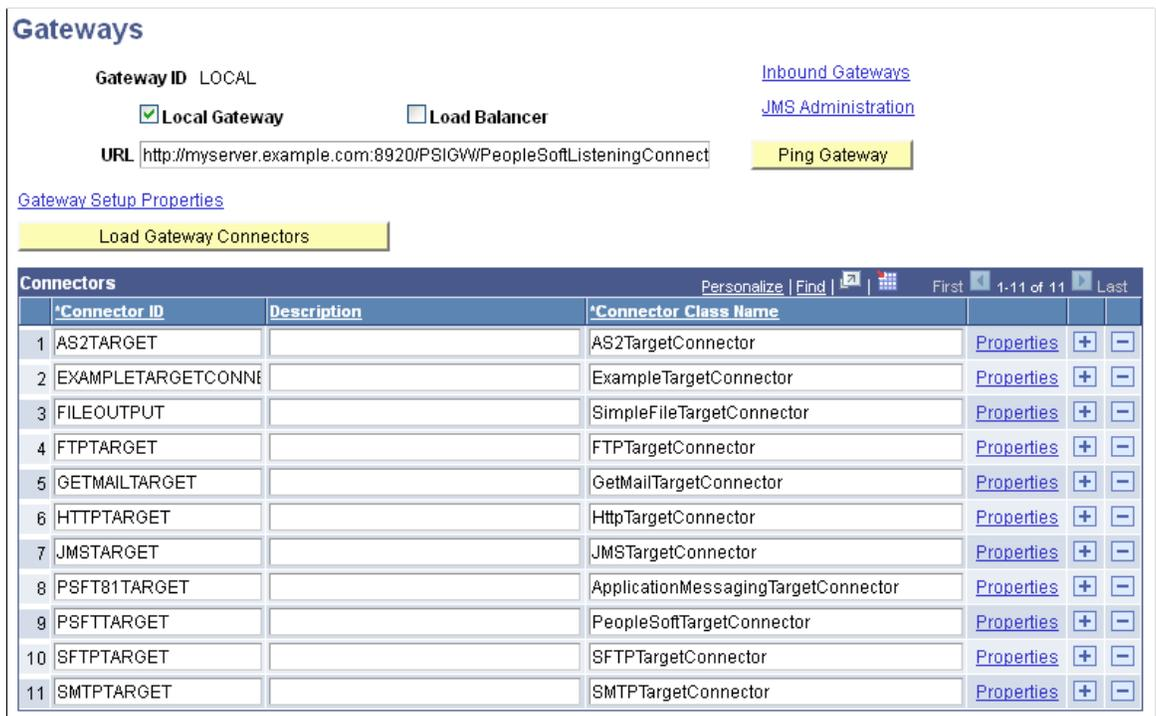 Gateways
Gateway ID LOCAL
Inbound Gateways
Local Gateway Load Balancer
JMS Administration
URL http://myserver.example.com:8920/PSIGW/PeopleSoftListeningConnect
Ping Gateway
Gateway Setup Properties
Load Gateway Connectors
Connectors Personalize | Find | | First 1-11 of 11 Last
*Connector ID Description *Connector Class Name
1 AS2TARGET AS2TargetConnector Properties + −
2 EXAMPLETARGETCONNE ExampleTargetConnector Properties + −
3 FILEOUTPUT SimpleFileTargetConnector Properties + −
4 FTPTARGET FTPTargetConnector Properties + −
5 GETMAILTARGET GetMailTargetConnector Properties + −
6 HTTPTARGET HttpTargetConnector Properties + −
7 JMSTARGET JMSTargetConnector Properties + −
8 PSFT81TARGET ApplicationMessagingTargetConnector Properties + −
9 PSFTTARGET PeopleSoftTargetConnector Properties + −
10 SFTPTARGET SFTPTargetConnector Properties + −
11 SMTPTARGET SMTPTargetConnector Properties + −